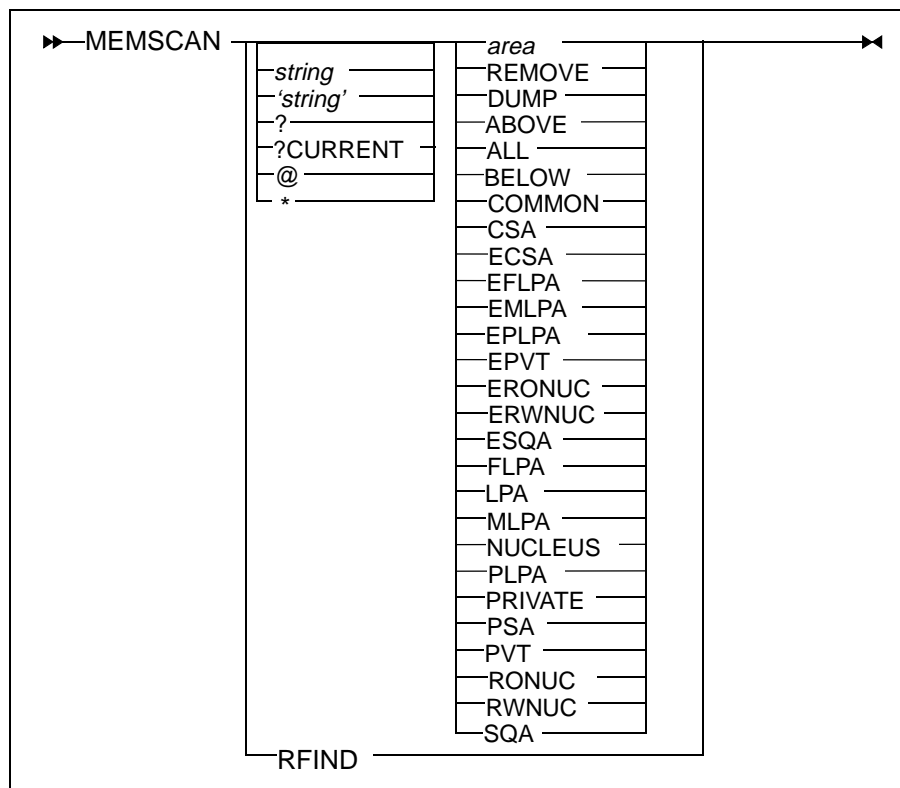 MEMSCAN
string
'string'
?
?CURRENT
@
*
area
REMOVE
DUMP
ABOVE
ALL
BELOW
COMMON
CSA
ECSA
EFLPA
EMLPA
EPLPA
EPVT
ERONUC
ERWNUC
ESQA
FLPA
LPA
MLPA
NUCLEUS
PLPA
PRIVATE
PSA
PVT
RONUC
RWNUC
SQA
RFIND